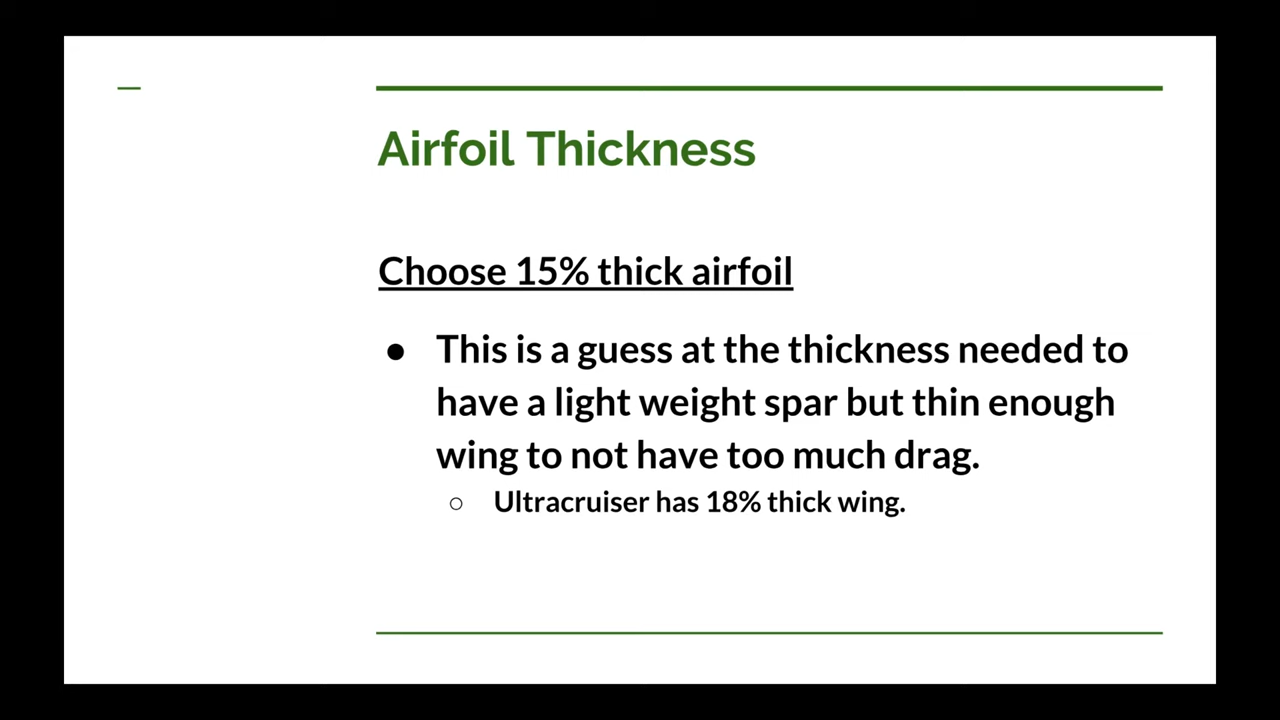 Airfoil Thickness
Choose 15% thick airfoil
● This is a guess at the thickness needed to
have a light weight spar but thin enough
wing to not have too much drag.
○ Ultracruiser has 18% thick wing.